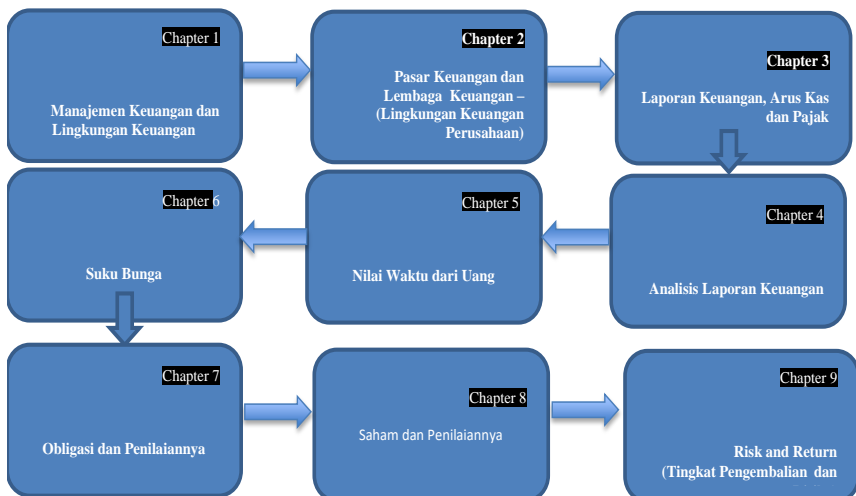 Chapter 1
Manajemen Keuangan dan
Lingkungan Keuangan
Chapter 2
Pasar Keuangan dan
Lembaga Keuangan –
(Lingkungan Keuangan
Perusahaan)
Chapter 3
Laporan Keuangan, Arus Kas
dan Pajak
Chapter 4
Analisis Laporan Keuangan
Chapter 5
Nilai Waktu dari Uang
Chapter 6
Suku Bunga
Chapter 7
Obligasi dan Penilaiannya
Chapter 8
Saham dan Penilaiannya
Chapter 9
Risk and Return
(Tingkat Pengembalian dan